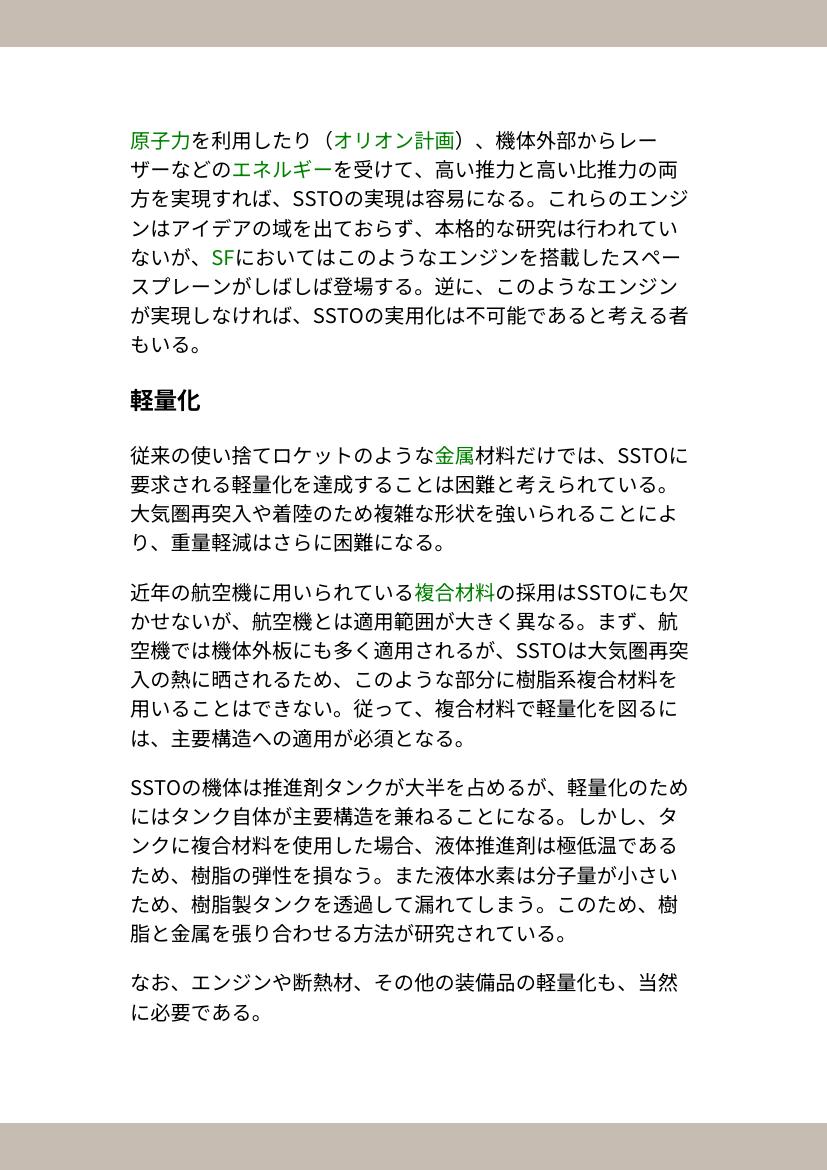 原子力を利用したり（オリオン計画）、機体外部からレー
ザーなどのエネルギーを受けて、高い推力と高い比推力の両
方を実現すれば、SSTOの実現は容易になる。これらのエンジ
ンはアイデアの域を出ておらず、本格的な研究は行われてい
ないが、SFにおいてはこのようなエンジンを搭載したスペー
スプレーンがしばしば登場する。逆に、このようなエンジン
が実現しなければ、SSTOの実用化は不可能であると考える者
もいる。
軽量化
従来の使い捨てロケットのような金属材料だけでは、SSTOに
要求される軽量化を達成することは困難と考えられている。
大気圏再突入や着陸のため複雑な形状を強いられることによ
り、重量軽減はさらに困難になる。
近年の航空機に用いられている複合材料の採用はSSTOにも欠
かせないが、航空機とは適用範囲が大きく異なる。まず、航
空機では機体外板にも多く適用されるが、SSTOは大気圏再突
入の熱に晒されるため、このような部分に樹脂系複合材料を
用いることはできない。従って、複合材料で軽量化を図るに
は、主要構造への適用が必須となる。
SSTOの機体は推進剤タンクが大半を占めるが、軽量化のため
にはタンク自体が主要構造を兼ねることになる。しかし、タ
ンクに複合材料を使用した場合、液体推進剤は極低温である
ため、樹脂の弾性を損なう。また液体水素は分子量が小さい
ため、樹脂製タンクを透過して漏れてしまう。このため、樹
脂と金属を張り合わせる方法が研究されている。
なお、エンジンや断熱材、その他の装備品の軽量化も、当然
に必要である。